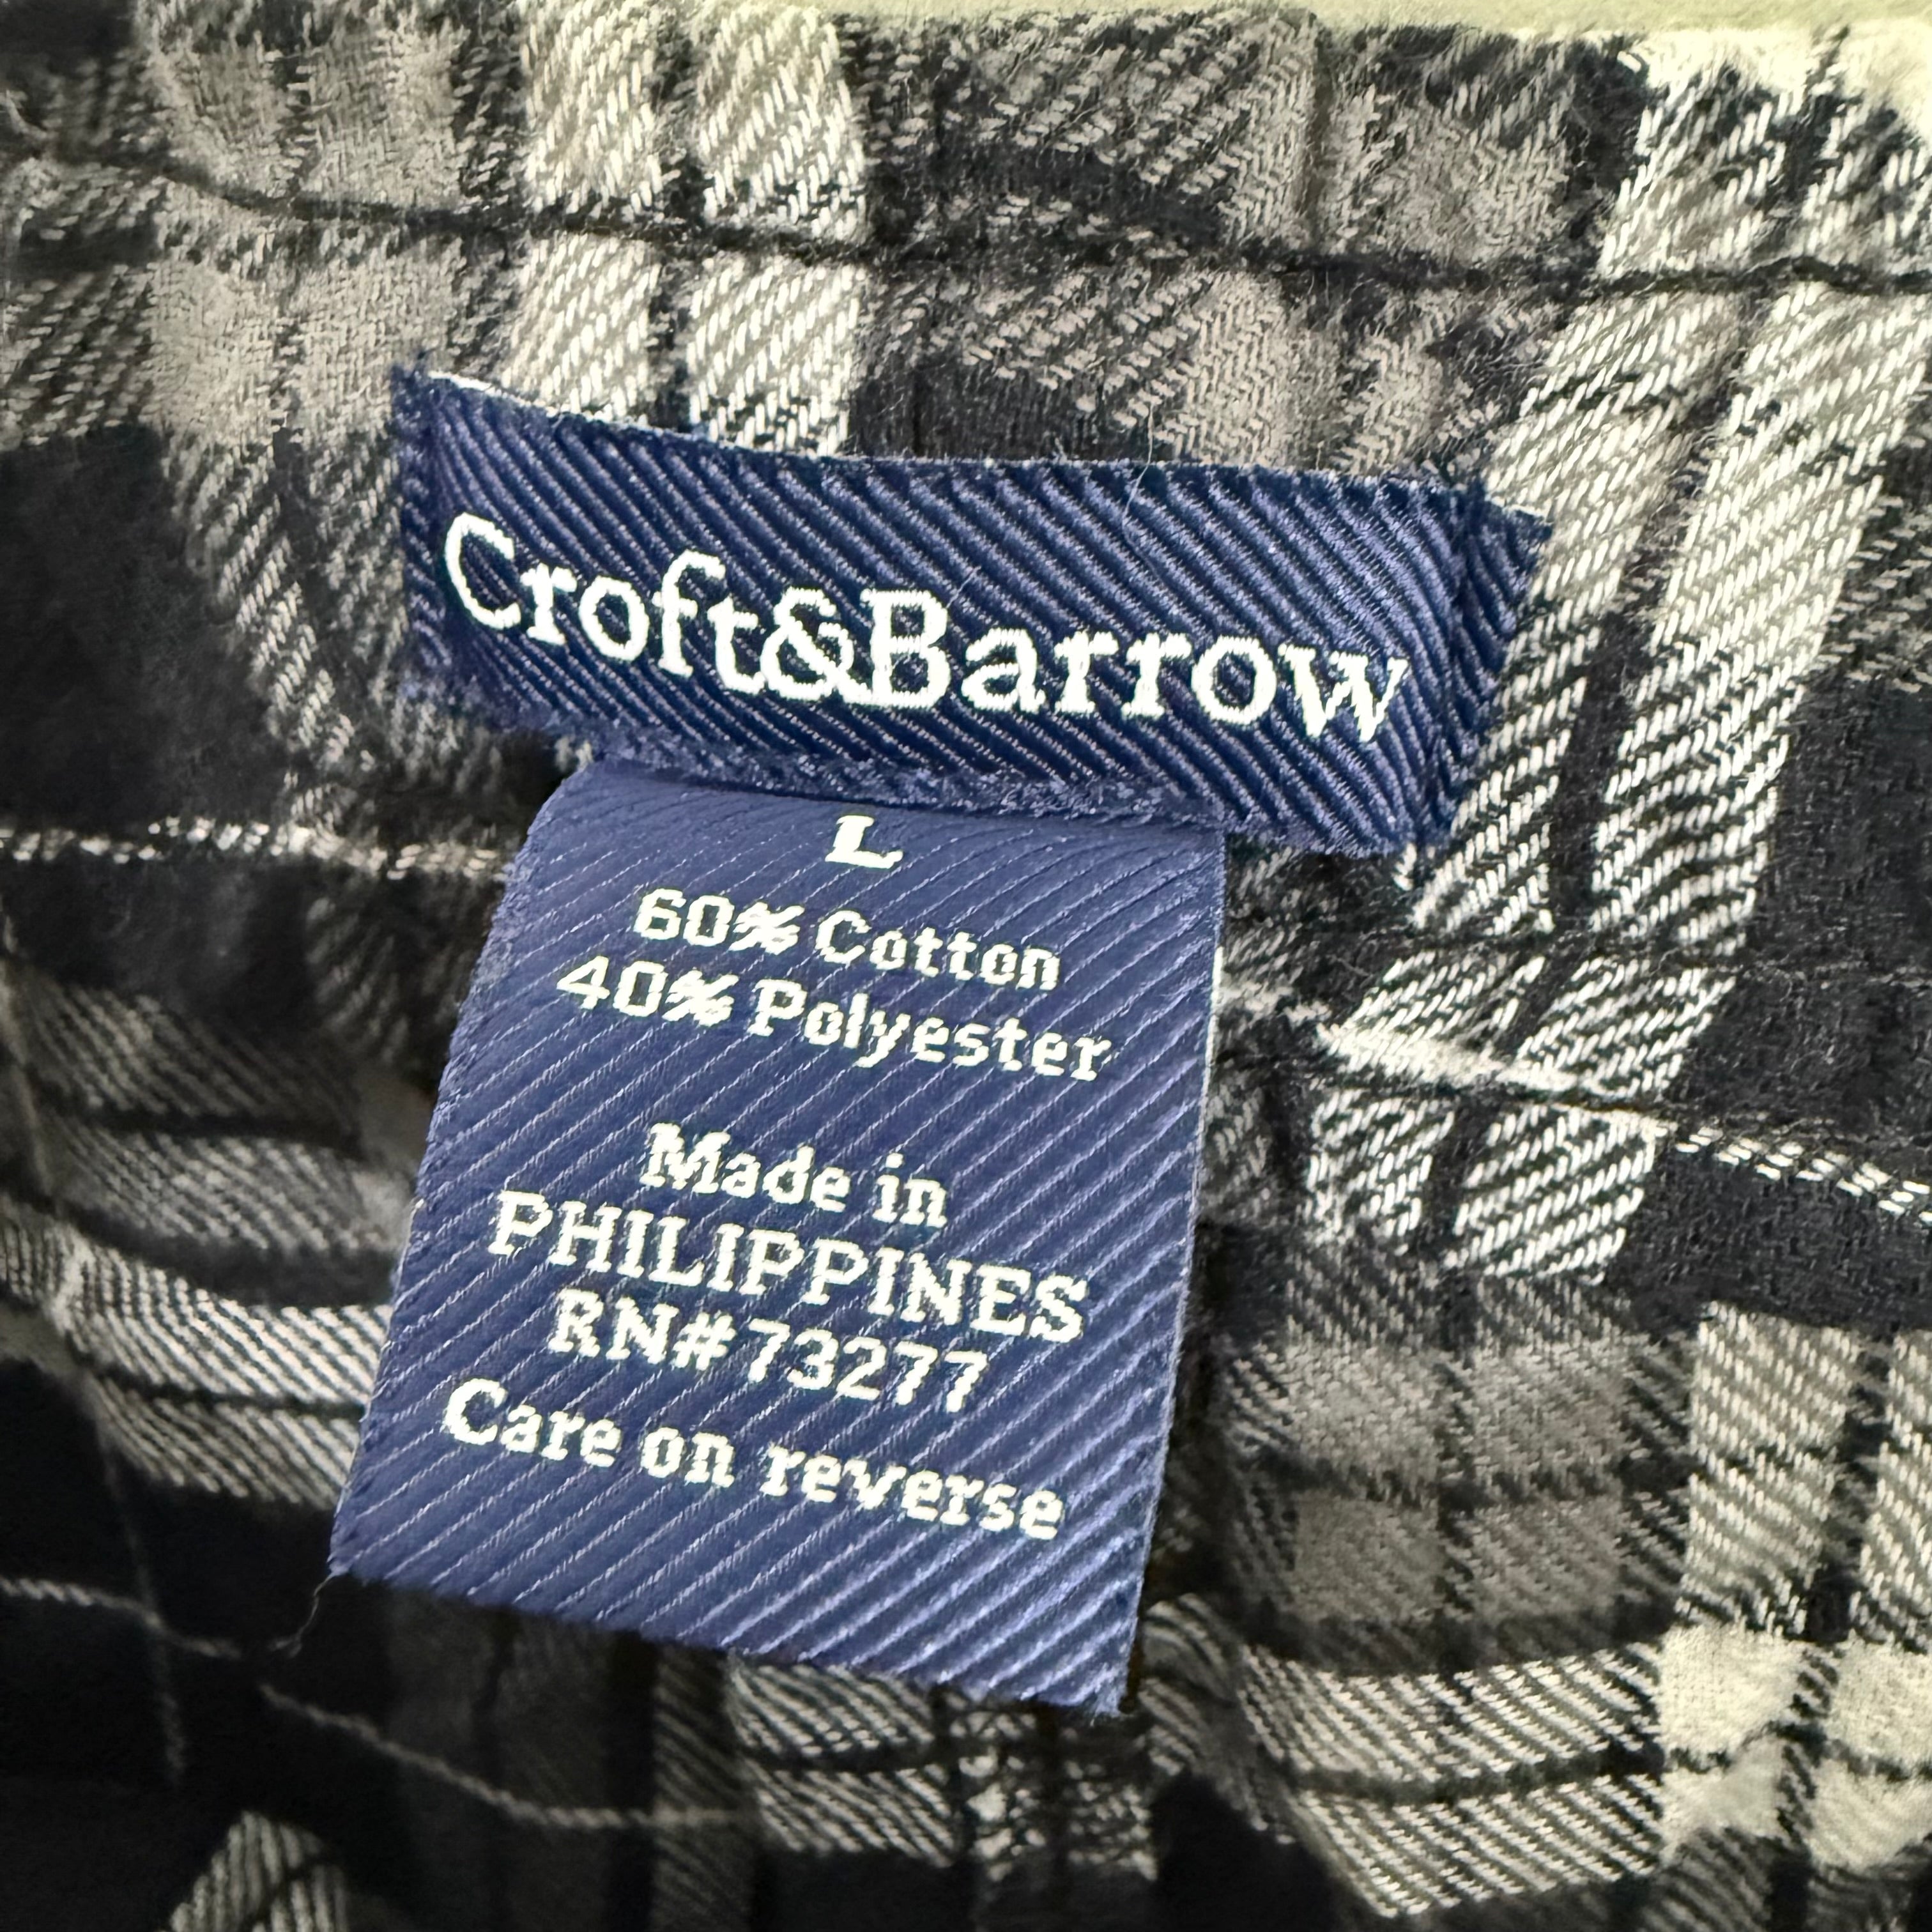 Croft&Barrow
L
60% Cotton
40% Polyester
Made in
PHILIPPINES
RN#73277
Care on reverse